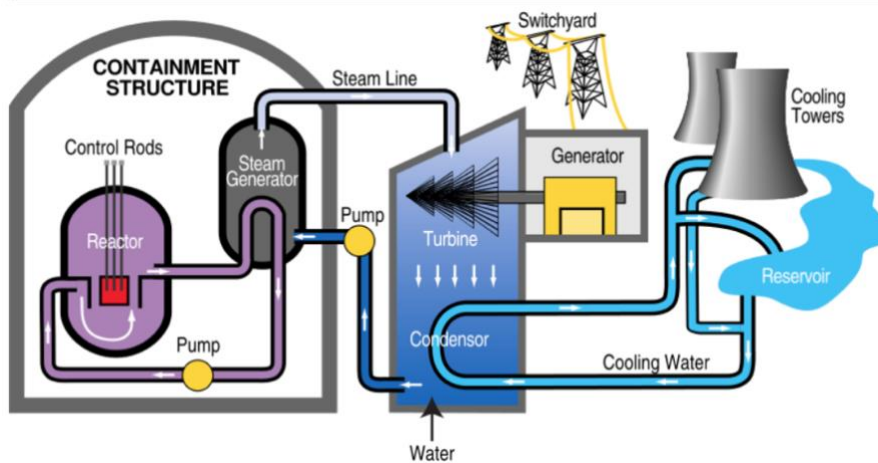 Switchyard
CONTAINMENT
STRUCTURE
Steam Line
Cooling
Towers
Control Rods
Steam
Generator
Generator
Pump
Reactor
Turbine
Reservoir
Pump
Condensor
Cooling Water
Water